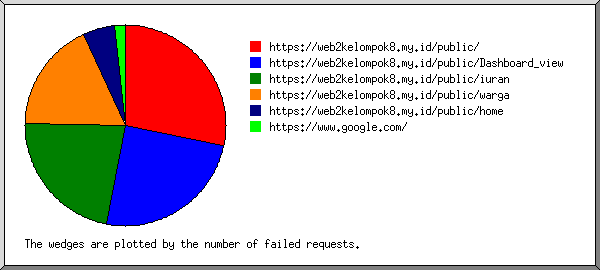 https://web2kelompok8.my.id/public/
https://web2kelompok8.my.id/public/Dashboard_view
https://web2kelompok8.my.id/public/iuran
https://web2kelompok8.my.id/public/warga
https://web2kelompok8.my.id/public/home
https://www.google.com/
The wedges are plotted by the number of failed requests.